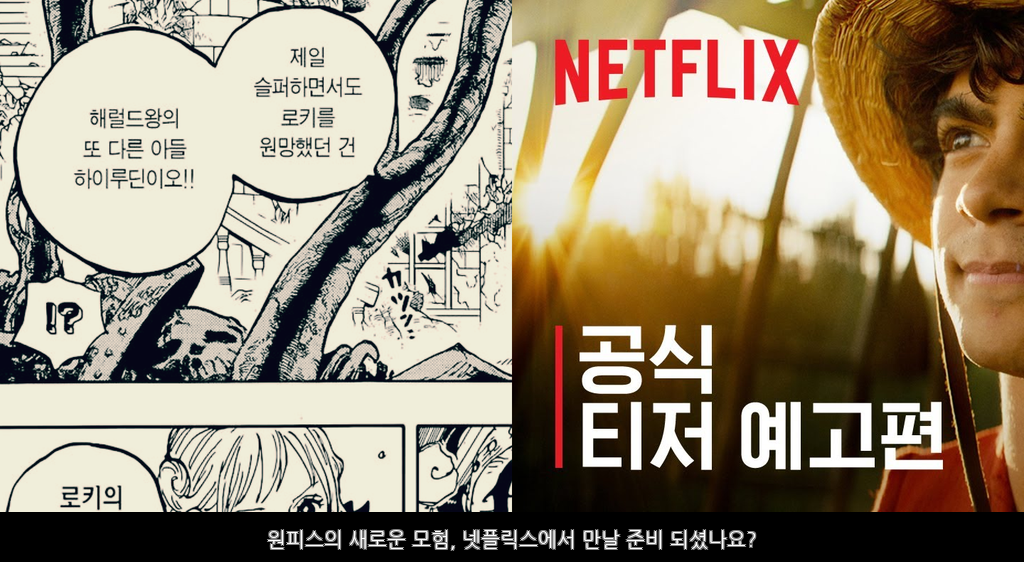 제일
슬퍼하면서도
로키를
원망했던 건
해럴드왕의
또 다른 아들
하이루딘이오!!
!?
로키의
NETFLIX
공식
티저 예고편
원피스의 새로운 모험, 넷플릭스에서 만날 준비 되셨나요?